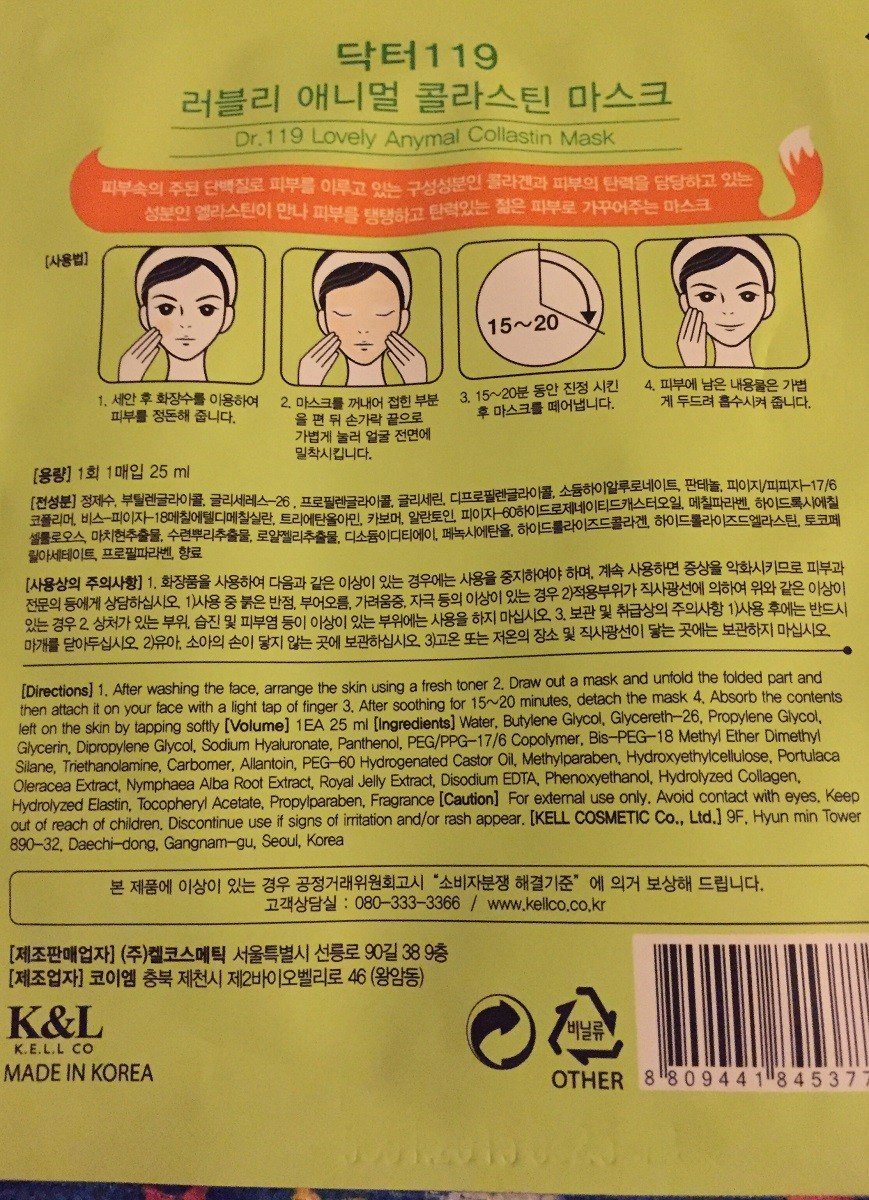 닥터119
러블리 애니멀 콜라스틴 마스크
Dr.119 Lovely Anymal Collastin Mask
피부속의 주된 단백질로 피부를 이루고 있는 구성성분인 콜라겐과 피부의 탄력을 담당하고 있는
성분인 엘라스틴이 만나 피부를 탱탱하고 탄력있는 젊은 피부로 가꾸어주는 마스크
[사용법]
15~20
1. 세안 후 화장수를 이용하여
피부를 정돈해 줍니다.
2. 마스크를 꺼내어 접힌 부분
을 편 뒤 손가락 끝으로
가볍게 눌러 얼굴 전면에
밀착시킵니다.
3. 15~20분 동안 진정 시킨
후 마스크를 떼어냅니다.
4. 피부에 남은 내용물은 가볍
게 두드려 흡수시켜 줍니다.
[용량] 1회 1매입 25 ml
[전성분] 정제수, 부틸렌글라이콜, 글리세레스-26, 프로필렌글라이콜, 글리세린, 디프로필렌글라이콜, 소듐하이알루로네이트, 판테놀, 피이지/피피지-17/6
코폴리머, 비스-피이지-18메칠에텔디메칠실란, 트리에탄올아민, 카보머, 알란토인, 피이지-60하이드로제네이티드캐스터오일, 메칠파라벤, 하이드록시에칠
셀룰로오스, 마치현추출물, 수련뿌리추출물, 로얄젤리추출물, 디소듐이디티에이, 페녹시에탄올, 하이드롤라이즈드콜라겐, 하이드롤라이즈드엘라스틴, 토코페
릴아세테이트, 프로필파라벤, 향료
[사용상의 주의사항] 1. 화장품을 사용하여 다음과 같은 이상이 있는 경우에는 사용을 중지하여야 하며, 계속 사용하면 증상을 악화시키므로 피부과
전문의 등에게 상담하십시오. 1)사용 중 붉은 반점, 부어오름, 가려움증, 자극 등의 이상이 있는 경우 2)적용부위가 직사광선에 의하여 위와 같은 이상이
있는 경우 2. 상처가 있는 부위, 습진 및 피부염 등이 이상이 있는 부위에는 사용을 하지 마십시오. 3. 보관 및 취급상의 주의사항 1)사용 후에는 반드시
마개를 닫아두십시오. 2)유아, 소아의 손이 닿지 않는 곳에 보관하십시오. 3)고온 또는 저온의 장소 및 직사광선이 닿는 곳에는 보관하지 마십시오.
[Directions] 1. After washing the face, arrange the skin using a fresh toner 2. Draw out a mask and unfold the folded part and
then attach it on your face with a light tap of finger 3. After soothing for 15~20 minutes, detach the mask 4. Absorb the contents
left on the skin by tapping softly [Volume] 1EA 25 ml [Ingredients] Water, Butylene Glycol, Glycereth-26, Propylene Glycol,
Glycerin, Dipropylene Glycol, Sodium Hyaluronate, Panthenol, PEG/PPG-17/6 Copolymer, Bis-PEG-18 Methyl Ether Dimethyl
Silane, Triethanolamine, Carbomer, Allantoin, PEG-60 Hydrogenated Castor Oil, Methylparaben, Hydroxyethylcellulose, Portulaca
Oleracea Extract, Nymphaea Alba Root Extract, Royal Jelly Extract, Disodium EDTA, Phenoxyethanol, Hydrolyzed Collagen,
Hydrolyzed Elastin, Tocopheryl Acetate, Propylparaben, Fragrance [Caution] For external use only. Avoid contact with eyes. Keep
out of reach of children. Discontinue use if signs of irritation and/or rash appear. [KELL COSMETIC Co., Ltd.] 9F, Hyun min Tower
890-32, Daechi-dong, Gangnam-gu, Seoul, Korea
본 제품에 이상이 있는 경우 공정거래위원회고시 "소비자분쟁 해결기준" 에 의거 보상해 드립니다.
고객상담실 : 080-333-3366 / www.kellco.co.kr
[제조판매업자] (주)켈코스메틱 서울특별시 선릉로 90길 38 9층
[제조업자] 코이엠 충북 제천시 제2바이오벨리로 46 (왕암동)
K&L
K.E.L.L CO
MADE IN KOREA
비닐류
OTHER
8 809441 845377